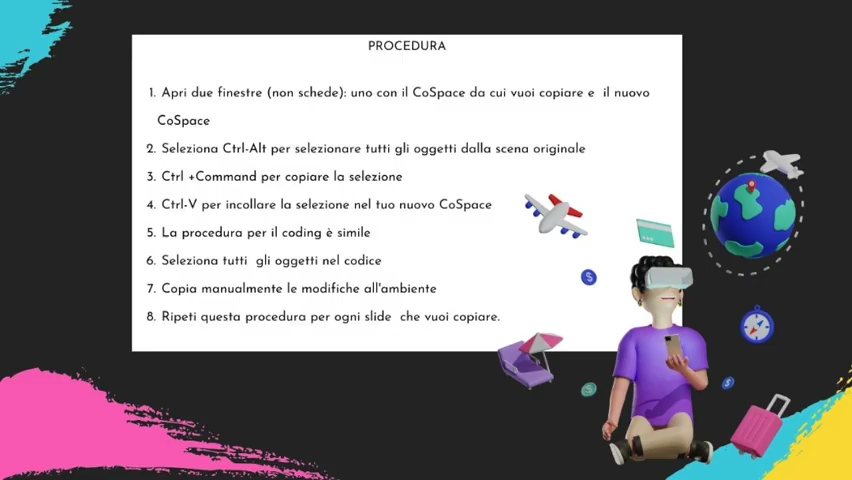 PROCEDURA
1. Apri due finestre (non schede): uno con il CoSpace da cui vuoi copiare e il nuovo
CoSpace
2. Seleziona Ctrl-Alt per selezionare tutti gli oggetti dalla scena originale
3. Ctrl +Command per copiare la selezione
4. Ctrl-V per incollare la selezione nel tuo nuovo CoSpace
5. La procedura per il coding è simile
6. Seleziona tutti gli oggetti nel codice
7. Copia manualmente le modifiche all'ambiente
8. Ripeti questa procedura per ogni slide che vuoi copiare.